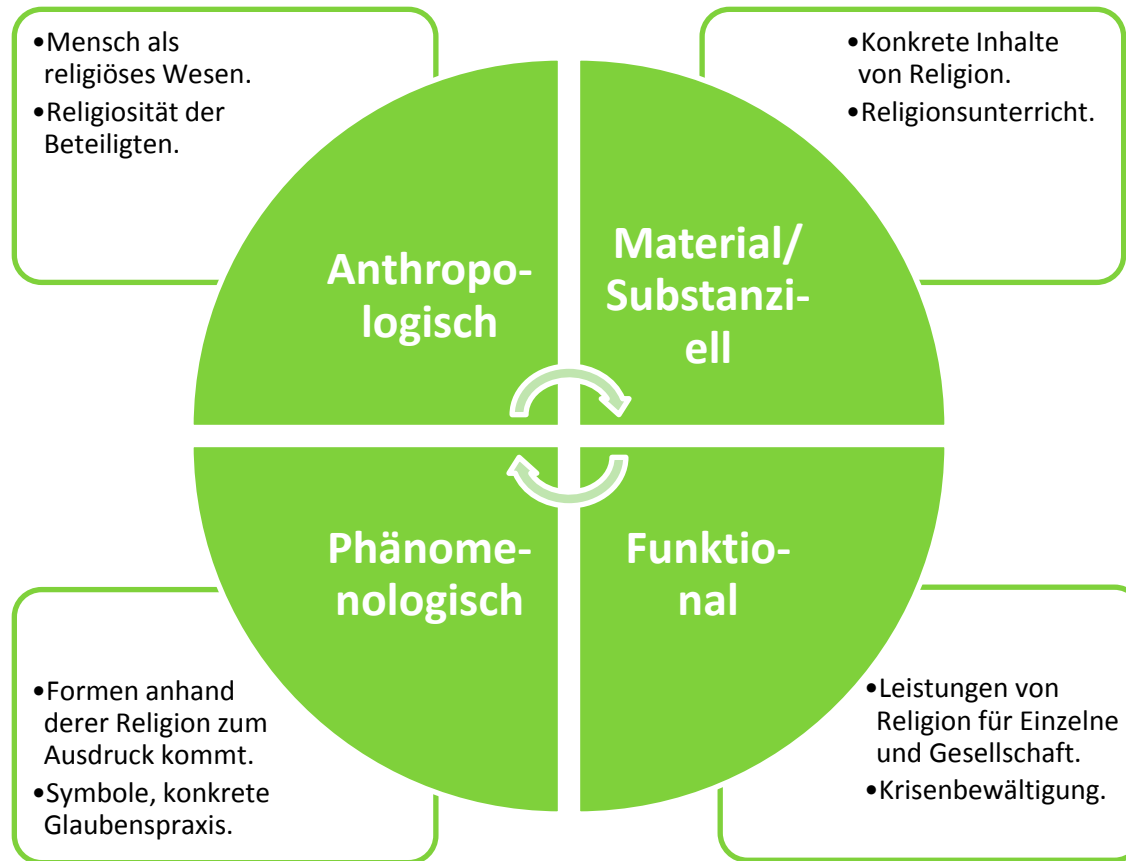 •Mensch als
religiöses Wesen.
•Religiosität der
Beteiligten.
•Konkrete Inhalte
von Religion.
•Religionsunterricht.
Anthropo-
logisch
Material/
Substanzi-
ell
Phänome-
nologisch
Funktio-
nal
•Formen anhand
derer Religion zum
Ausdruck kommt.
•Symbole, konkrete
Glaubenspraxis.
•Leistungen von
Religion für Einzelne
und Gesellschaft.
•Krisenbewältigung.